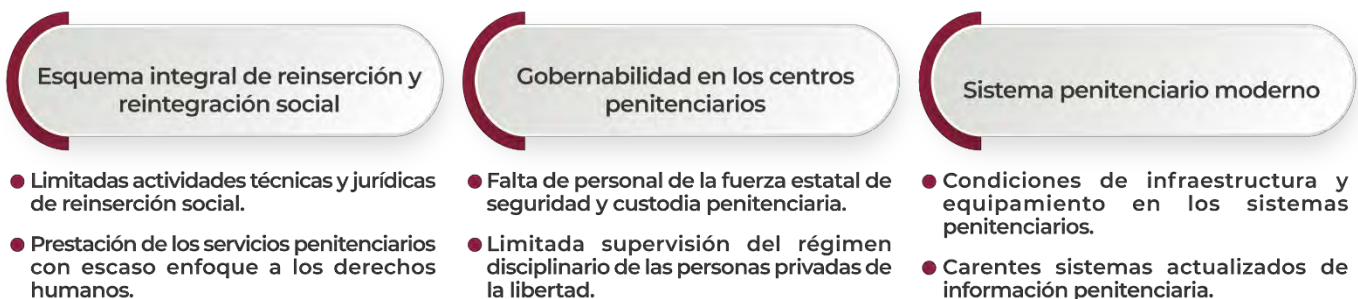 Esquema integral de reinserción y
reintegración social
● Limitadas actividades técnicas y jurídicas
de reinserción social.
● Prestación de los servicios penitenciarios
con escaso enfoque a los derechos
humanos.
Gobernabilidad en los centros
penitenciarios
● Falta de personal de la fuerza estatal de
seguridad y custodia penitenciaria.
● Limitada supervisión del régimen
disciplinario de las personas privadas de
la libertad.
Sistema penitenciario moderno
● Condiciones de infraestructura y
equipamiento en los sistemas
penitenciarios.
● Carentes sistemas actualizados de
información penitenciaria.